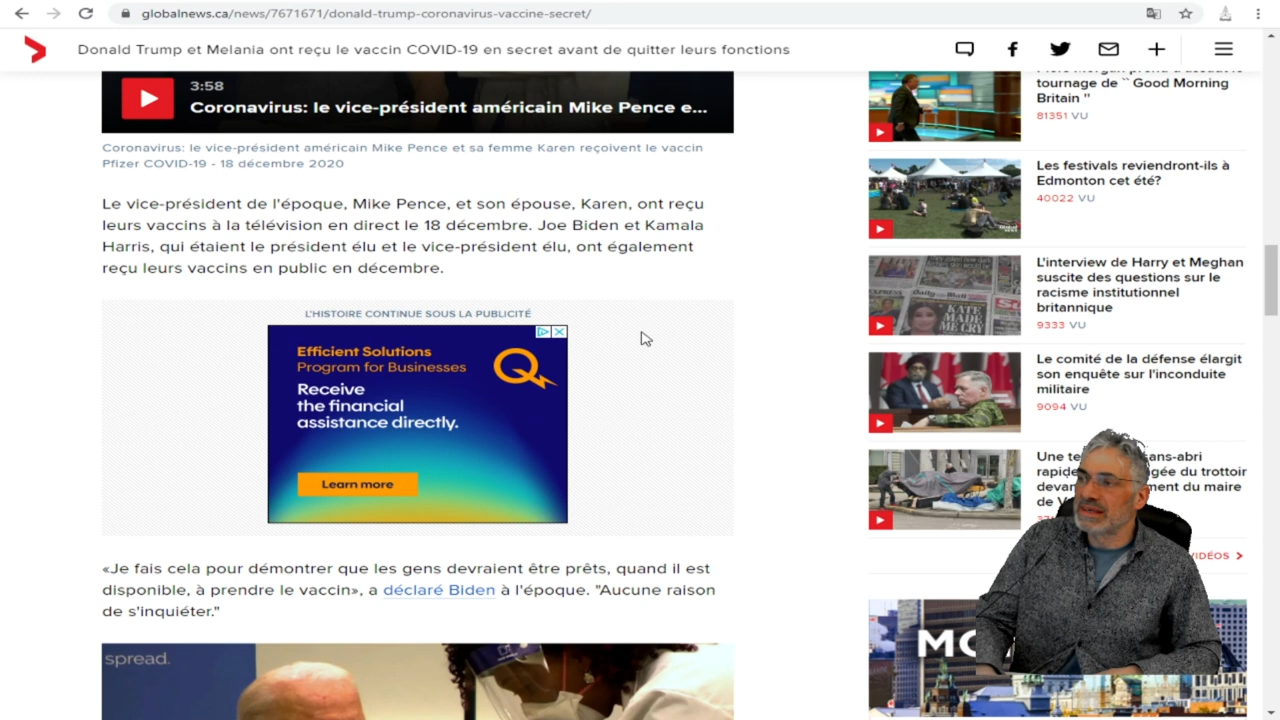 globalnews.ca/news/7671671/donald-trump-coronavirus-vaccine-secret/
Donald Trump et Melania ont reçu le vaccin COVID-19 en secret avant de quitter leurs fonctions
3:58
Coronavirus: le vice-président américain Mike Pence e...
Coronavirus: le vice-président américain Mike Pence et sa femme Karen reçoivent le vaccin
Pfizer COVID-19 - 18 décembre 2020
Le vice-président de l'époque, Mike Pence, et son épouse, Karen, ont reçu
leurs vaccins à la télévision en direct le 18 décembre. Joe Biden et Kamala
Harris, qui étaient le président élu et le vice-président élu, ont également
reçu leurs vaccins en public en décembre.
L'HISTOIRE CONTINUE SOUS LA PUBLICITÉ
Efficient Solutions
Program for Businesses
Receive
the financial
assistance directly.
Learn more
«Je fais cela pour démontrer que les gens devraient être prêts, quand il est
disponible, à prendre le vaccin», a déclaré Biden à l'époque. "Aucune raison
de s'inquiéter."
spread.
tournage de `` Good Morning
Britain ''
81351 VU
Les festivals reviendront-ils à
Edmonton cet été?
40022 VU
L'interview de Harry et Meghan
suscite des questions sur le
racisme institutionnel
britannique
9333 VU
KATE
MADE
ME CRY
Le comité de la défense élargit
son enquête sur l'inconduite
militaire
9094 VU
Une
ans-abri
gée du trottoir
devan
ment du maire
de